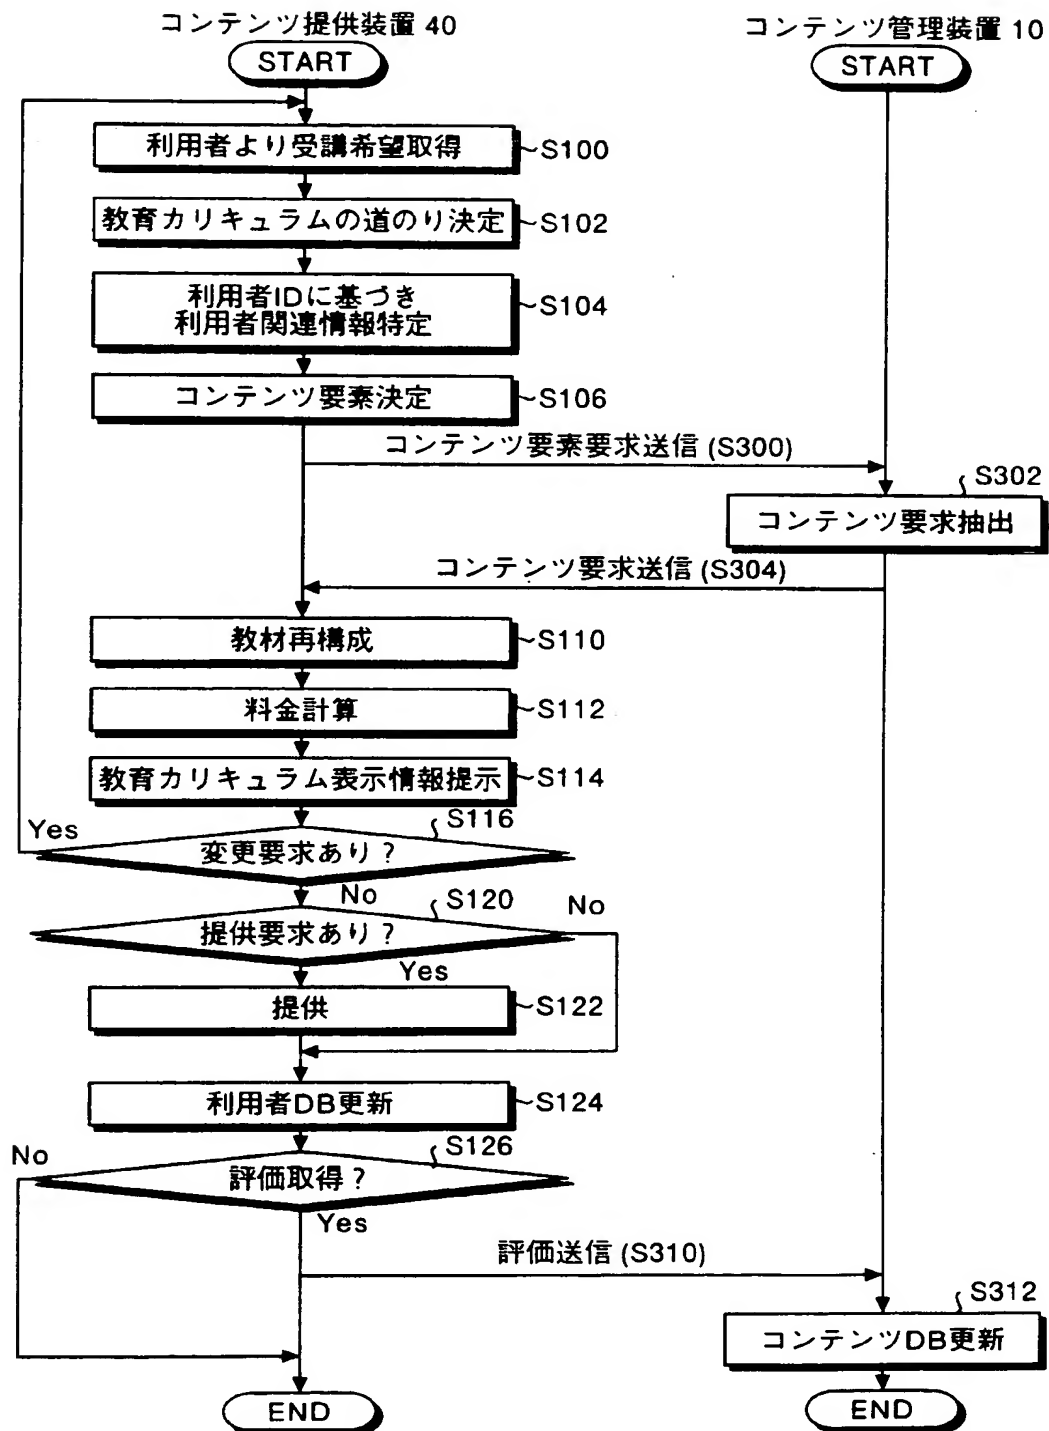 コンテンツ提供装置 40
コンテンツ管理装置 10
START
START
利用者より受講希望取得
S100
教育カリキュラムの道のり決定
S102
利用者IDに基づき
利用者関連情報特定
S104
コンテンツ要素決定
S106
コンテンツ要素要求送信 (S300)
S302
コンテンツ要求抽出
コンテンツ要求送信 (S304)
教材再構成
S110
料金計算
S112
教育カリキュラム表示情報提示
S114
Yes
S116
変更要求あり?
No
S120
No
提供要求あり?
Yes
提供
S122
利用者DB更新
S124
No
S126
評価取得?
Yes
評価送信 (S310)
S312
コンテンツDB更新
END
END